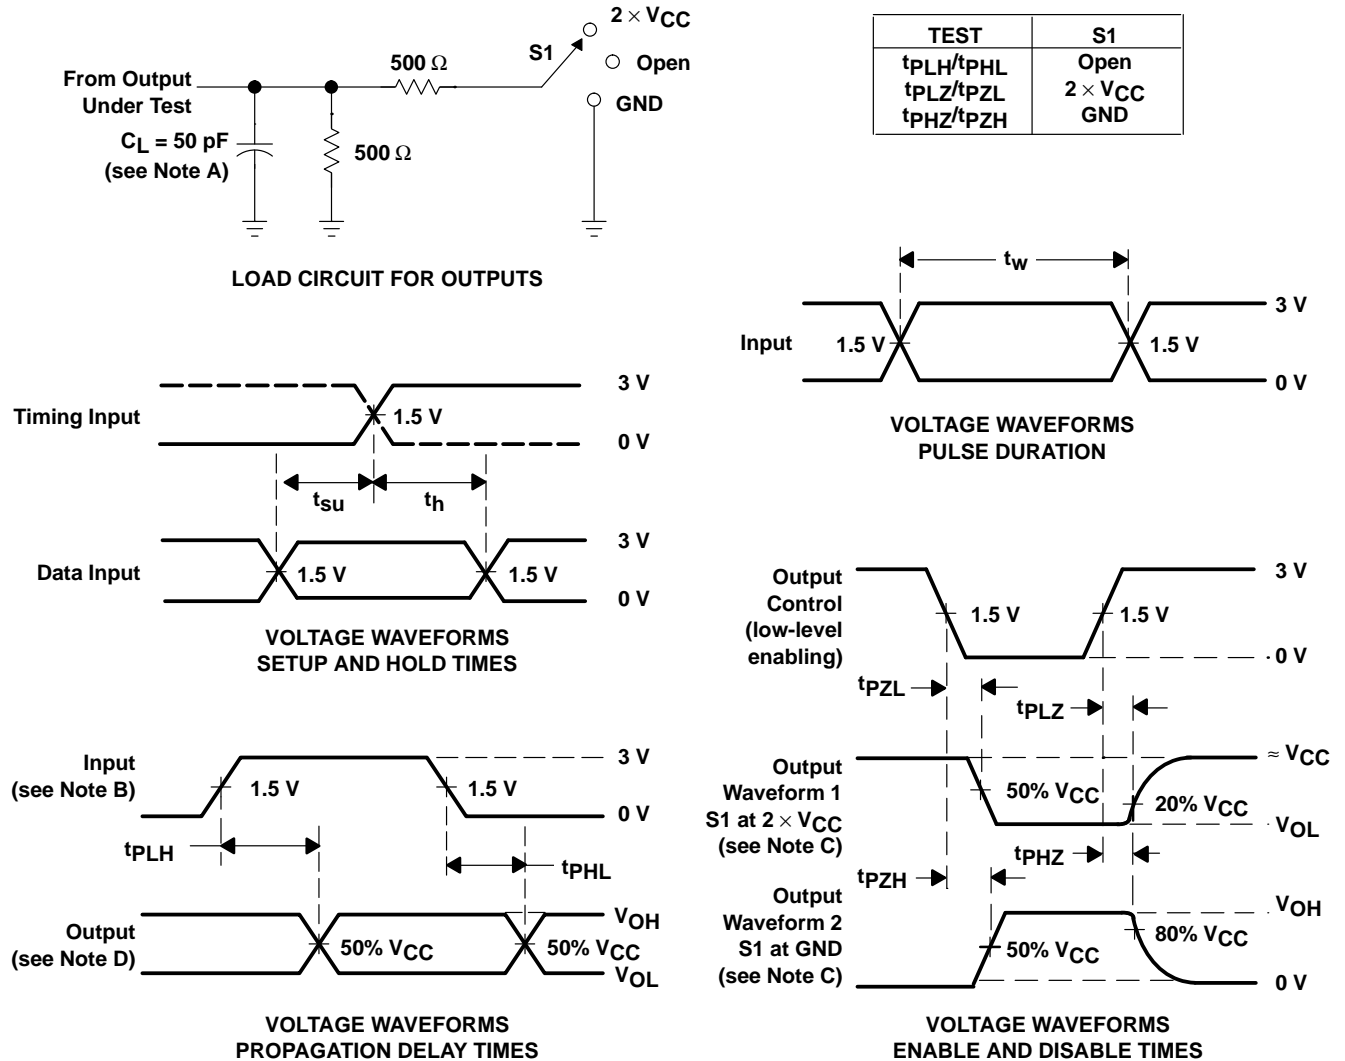 2 × VCC
S1
Open
GND
500 Ω
From Output
Under Test
CL = 50 pF
(see Note A)
500 Ω
LOAD CIRCUIT FOR OUTPUTS
TEST S1
tPLH/tPHL Open
tPLZ/tPZL 2 × VCC
tPHZ/tPZH GND
tw
3 V
Input 1.5 V 1.5 V
0 V
VOLTAGE WAVEFORMS
PULSE DURATION
3 V
Timing Input 1.5 V
0 V
tsu th
3 V
Data Input 1.5 V 1.5 V
0 V
VOLTAGE WAVEFORMS
SETUP AND HOLD TIMES
3 V
Input
(see Note B) 1.5 V 1.5 V
0 V
tPLH tPHL
VOH
Output
(see Note D) 50% VCC 50% VCC
VOL
VOLTAGE WAVEFORMS
PROPAGATION DELAY TIMES
Output
Control
(low-level
enabling)
3 V
1.5 V 1.5 V
0 V
tPZL
tPLZ
≈ VCC
Output
Waveform 1
S1 at 2 × VCC
(see Note C)
50% VCC 20% VCC
VOL
tPHZ
tPZH
Output
Waveform 2
S1 at GND
(see Note C)
VOH
50% VCC 80% VCC
0 V
VOLTAGE WAVEFORMS
ENABLE AND DISABLE TIMES